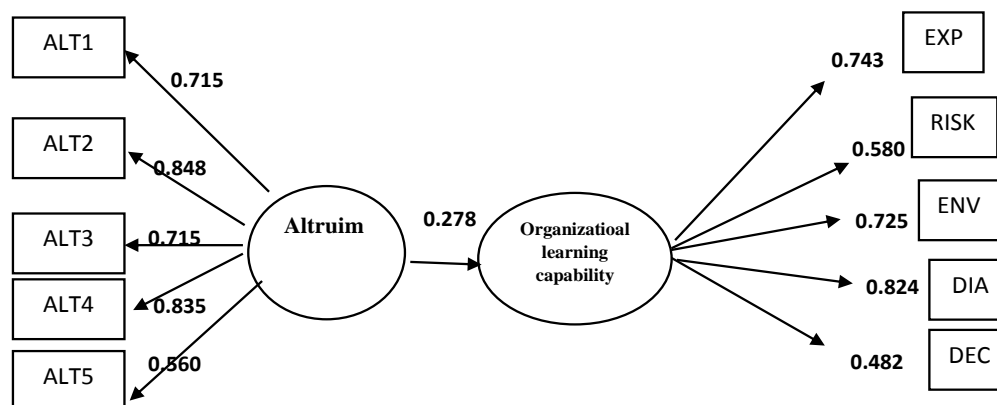 ALT1
0.715
ALT2
0.848
ALT3
0.715
ALT4
0.835
ALT5
0.560
Altruim
0.278
Organizatioal
learning
capability
EXP
0.743
RISK
0.580
ENV
0.725
DIA
0.824
DEC
0.482